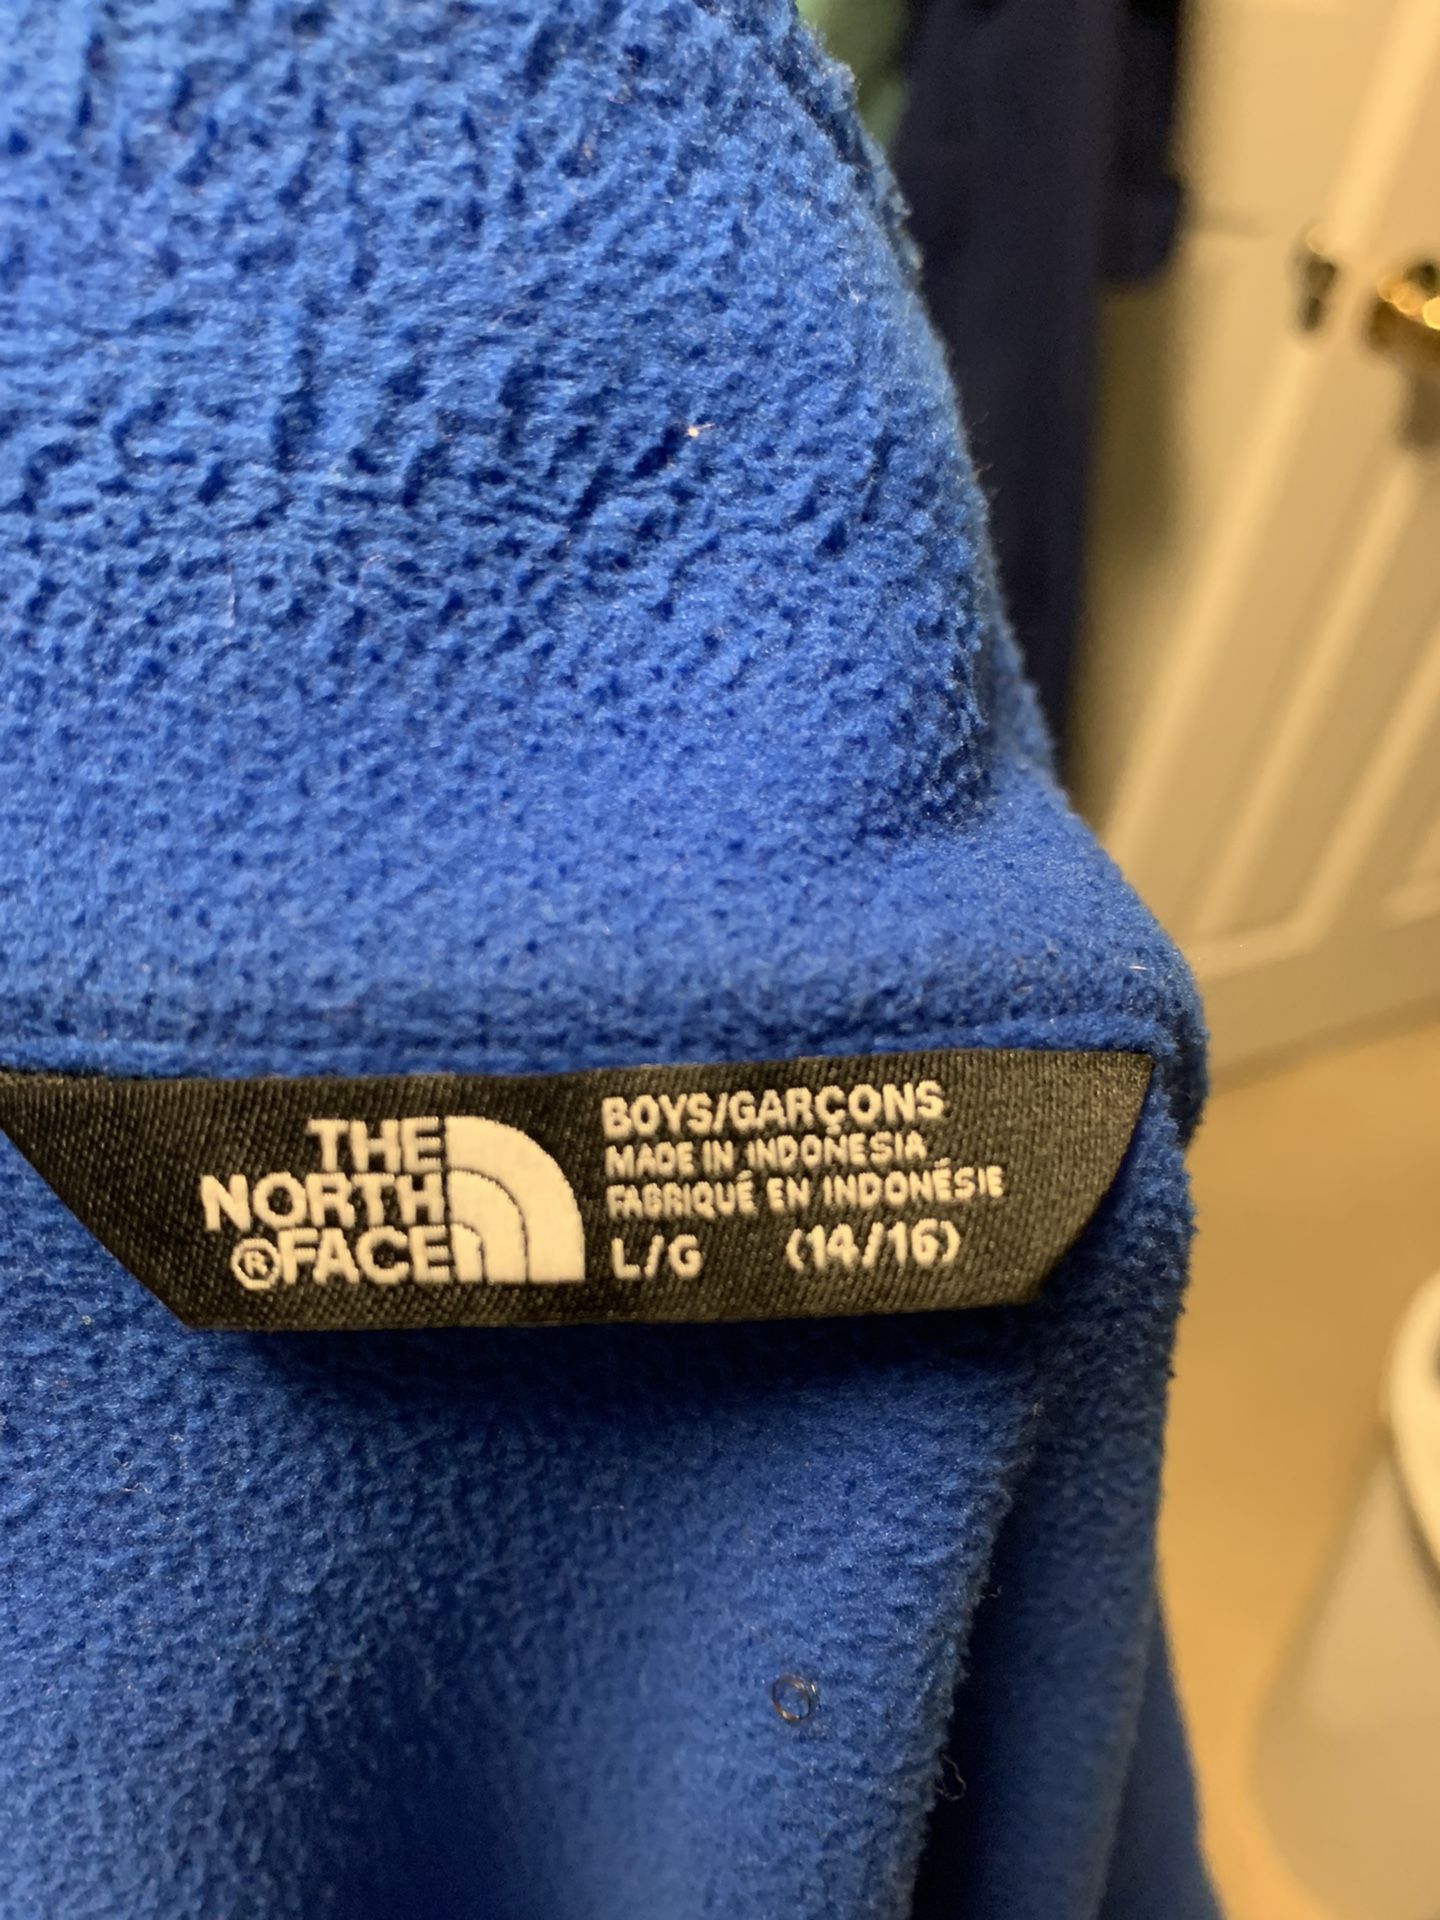 THE
NORTH
®FACE
BOYS/GARÇONS
MADE IN INDONESIA
FABRIQUÉ EN INDONÉSIE
L/G (14/16)